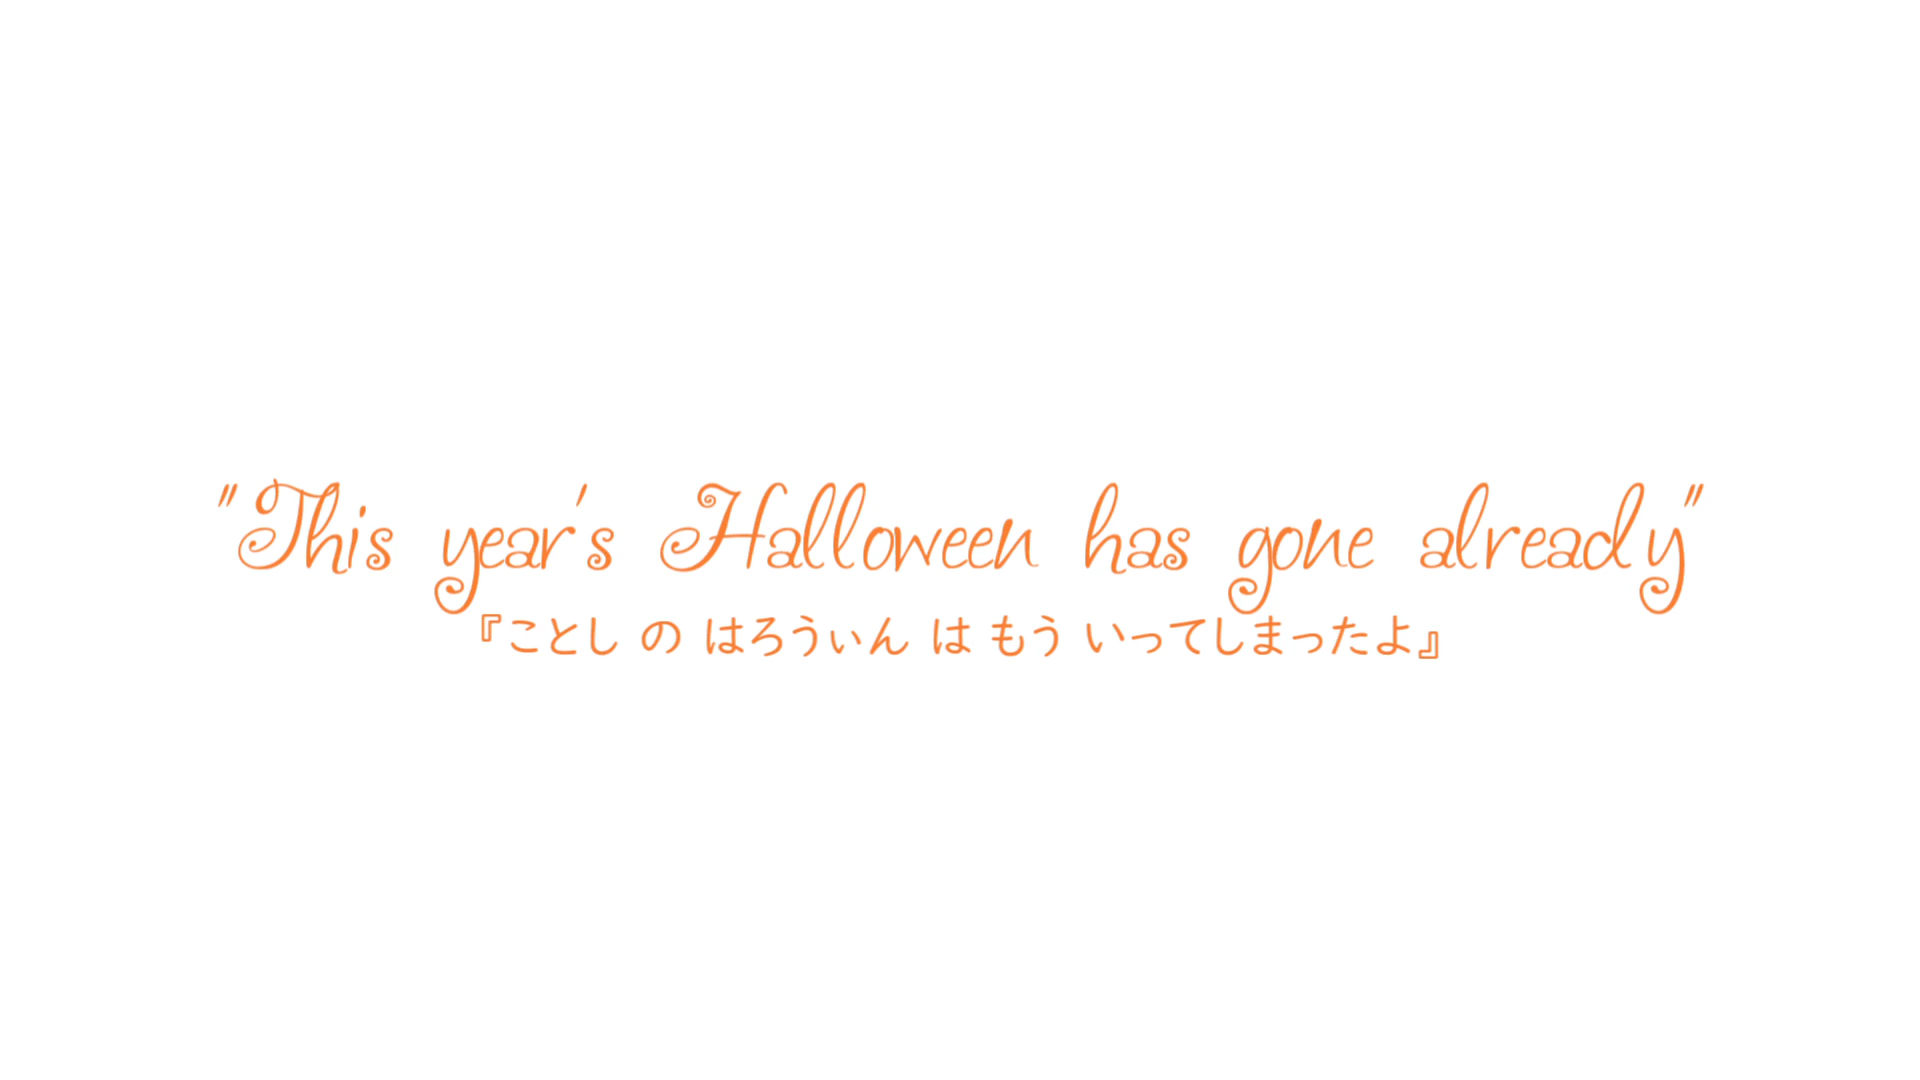 "This year's Halloween has gone already"
『ことし の はろうぃん は もう いってしまったよ』